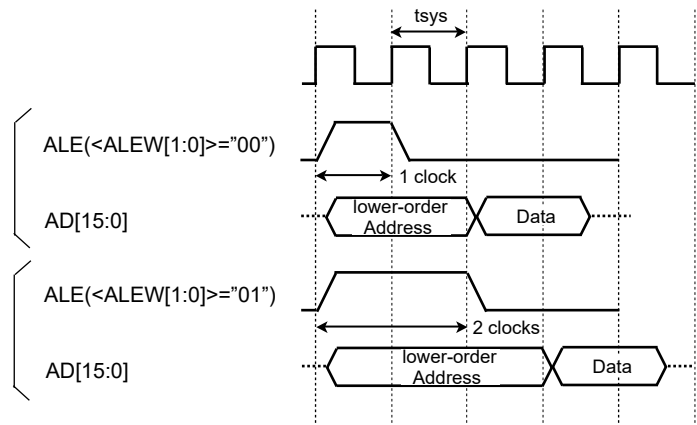 tsys
ALE(<ALEW[1:0]>=”00”)
1 clock
AD[15:0]
lower-order
Address
Data
ALE(<ALEW[1:0]>=”01”)
2 clocks
AD[15:0]
lower-order
Address
Data